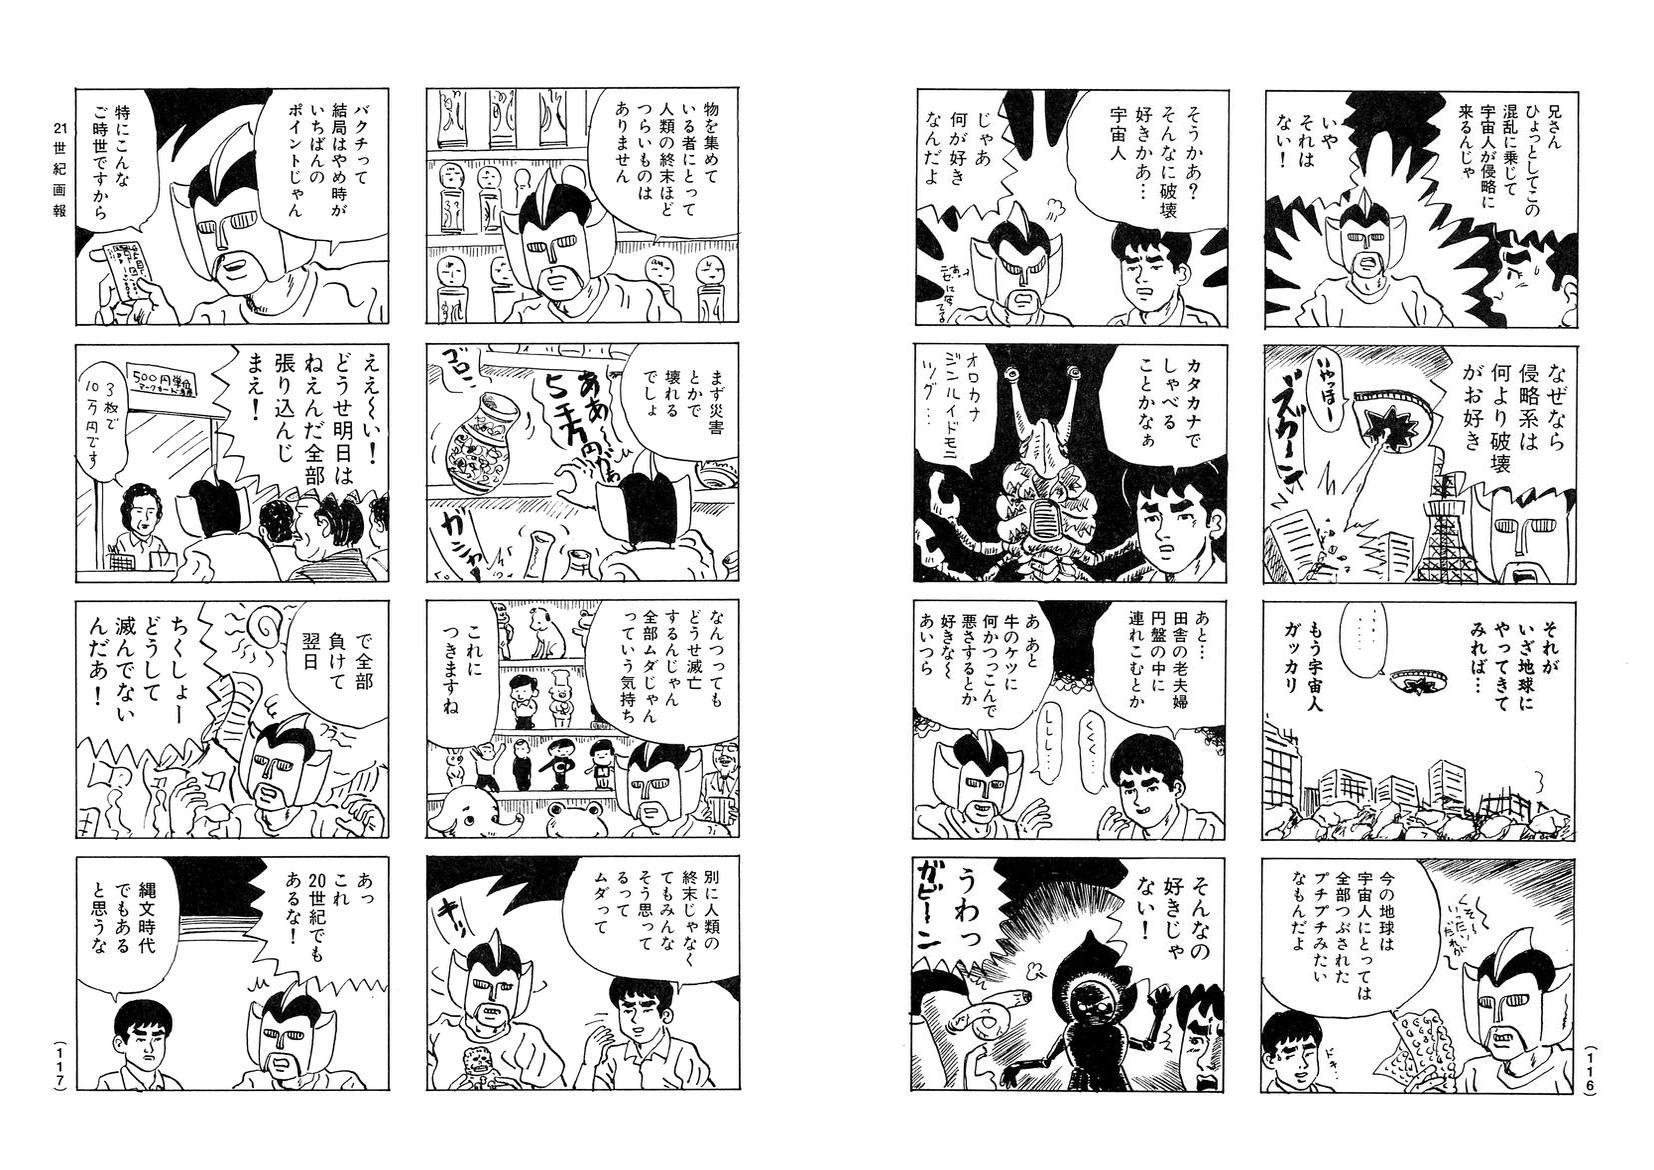 兄さん
ひょっとしてこの
混乱に乗じて
宇宙人が侵略に
来るんじゃ
いや
それは
ない！
なぜなら
侵略系は
何より破壊
がお好き
いやっほー
ズガーン
それが
いざ地球に
やってきて
みれば…
‥‥
もう宇宙人
ガッカリ
くそ〜
いったい
だれが〜
今の地球は
宇宙人にとっては
全部つぶされた
プチプチみたい
なもんだよ
ドキ‥
そうかあ？
そんなに破壊
好きかあ…
宇宙人
じゃあ
何が好き
なんだよ
カタカナで
しゃべる
ことかなぁ
オロカナ
ジンルイドモニ
ツグ…
あと…
田舎の老夫婦
円盤の中に
連れこむとか
あ あと
牛のケツに
何かつっこんで
悪さするとか
好きな〜
あいつら
くくく‥‥
ししし‥‥
そんなの
好きじゃ
ない！
うわっ
ガビーン
物を集めて
いる者にとって
人類の終末ほど
つらいものは
ありません
まず災害
とかで
壊れる
でしょ
ああ〜
5千万円がぁ
ゴロン
ガシャッ
なんつっても
どうせ滅亡
するんじゃん
全部ムダじゃん
っていう気持ち
これに
つきますね
別に人類の
終末じゃなく
てもみんな
そう思って
るって
ムダって
キッ
バクチって
結局はやめ時が
いちばんの
ポイントじゃん
特にこんな
ご時世ですから
ええ〜い！
どうせ明日は
ねえんだ全部
張り込んじ
まえ！
500円単位
3枚で
10万円です
で全部
負けて
翌日
ちくしょー
どうして
滅んでない
んだあ！
あっ
これ
20世紀でも
あるな！
縄文時代
でもある
と思うな
21世紀画報
(116)
(117)